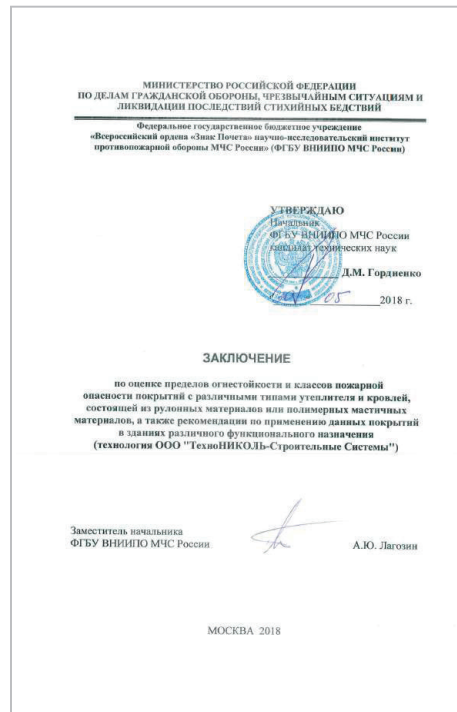 МИНИСТЕРСТВО РОССИЙСКОЙ ФЕДЕРАЦИИ
ПО ДЕЛАМ ГРАЖДАНСКОЙ ОБОРОНЫ, ЧРЕЗВЫЧАЙНЫМ СИТУАЦИЯМ И
ЛИКВИДАЦИИ ПОСЛЕДСТВИЙ СТИХИЙНЫХ БЕДСТВИЙ
Федеральное государственное бюджетное учреждение
«Всероссийский ордена «Знак Почета» научно-исследовательский институт
противопожарной обороны МЧС России» (ФГБУ ВНИИПО МЧС России)
УТВЕРЖДАЮ
Начальник
ФГБУ ВНИИПО МЧС России
кандидат технических наук
Д.М. Гордиенко
05 2018 г.
ЗАКЛЮЧЕНИЕ
по оценке пределов огнестойкости и классов пожарной
опасности покрытий с различными типами утеплителя и кровлей,
состоящей из рулонных материалов или полимерных мастичных
материалов, а также рекомендации по применению данных покрытий
в зданиях различного функционального назначения
(технология ООО "ТехноНИКОЛЬ-Строительные Системы")
Заместитель начальника
ФГБУ ВНИИПО МЧС России
А.Ю. Лагозин
МОСКВА 2018